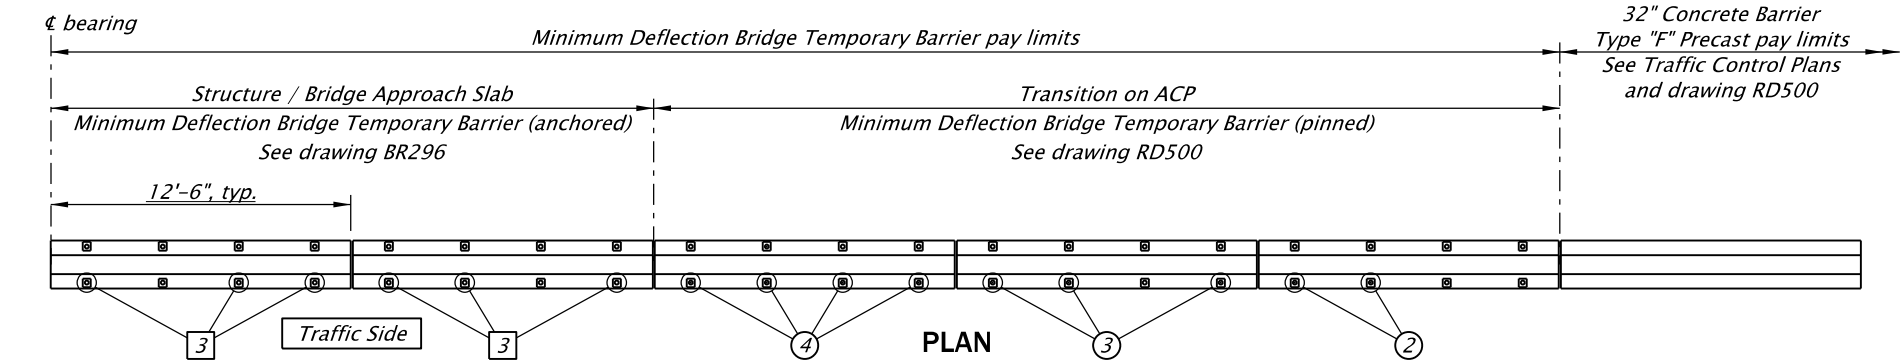 ℄ bearing
Minimum Deflection Bridge Temporary Barrier pay limits
32" Concrete Barrier
Type "F" Precast pay limits
See Traffic Control Plans
and drawing RD500
Structure / Bridge Approach Slab
Minimum Deflection Bridge Temporary Barrier (anchored)
See drawing BR296
Transition on ACP
Minimum Deflection Bridge Temporary Barrier (pinned)
See drawing RD500
12'-6", typ.
3
Traffic Side
3
4
PLAN
3
2